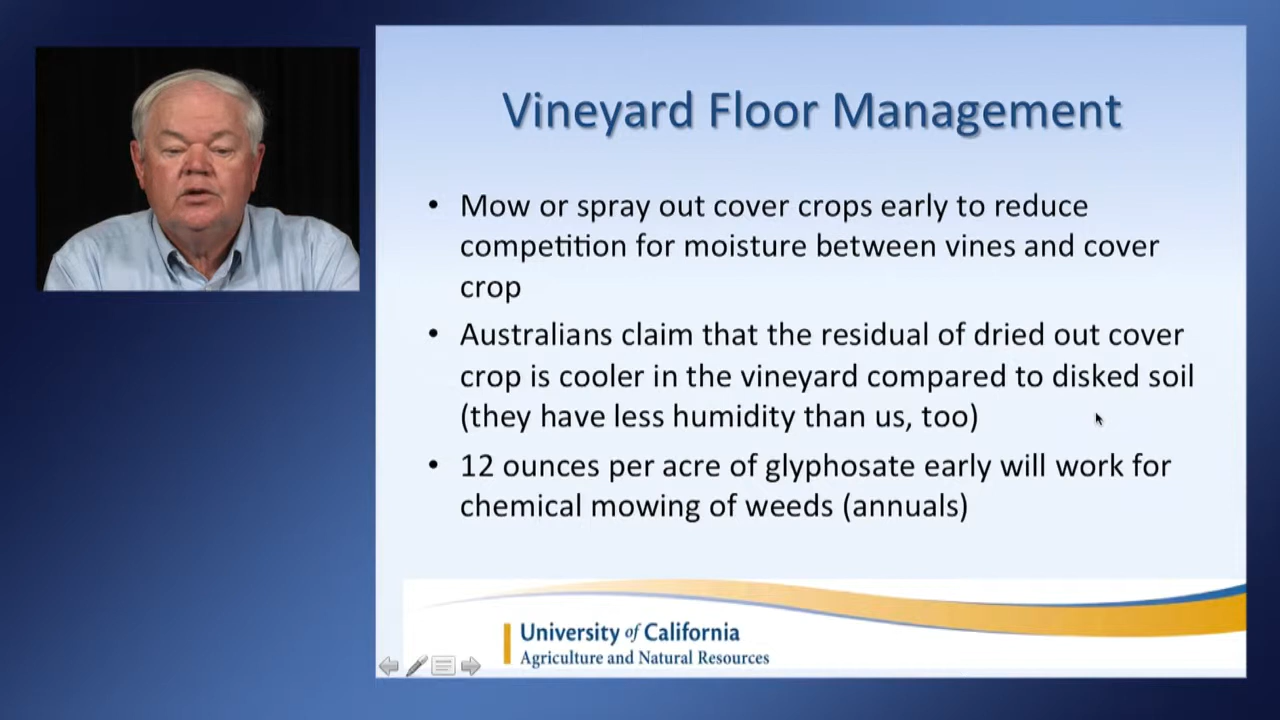 Vineyard Floor Management
• Mow or spray out cover crops early to reduce
competition for moisture between vines and cover
crop
• Australians claim that the residual of dried out cover
crop is cooler in the vineyard compared to disked soil
(they have less humidity than us, too)
• 12 ounces per acre of glyphosate early will work for
chemical mowing of weeds (annuals)
University of California
Agriculture and Natural Resources